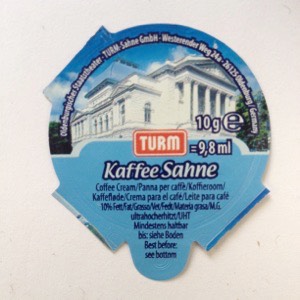 Oldenburgisches Staatstheater · TURM-Sahne GmbH · Westerender Weg 24a · 26125 Oldenburg/Germany
10g e
TURM
= 9,8 ml
Kaffee Sahne
Coffee Cream/Panna per caffè/Koffieroom/
Kaffefløde/Crema para el café/Leite para café
10% Fett/Fat/Grasso/Vet/Fedt/Materia grasa/M.G.
ultrahocherhitzt/UHT
Mindestens haltbar
bis: siehe Boden
Best before:
see bottom